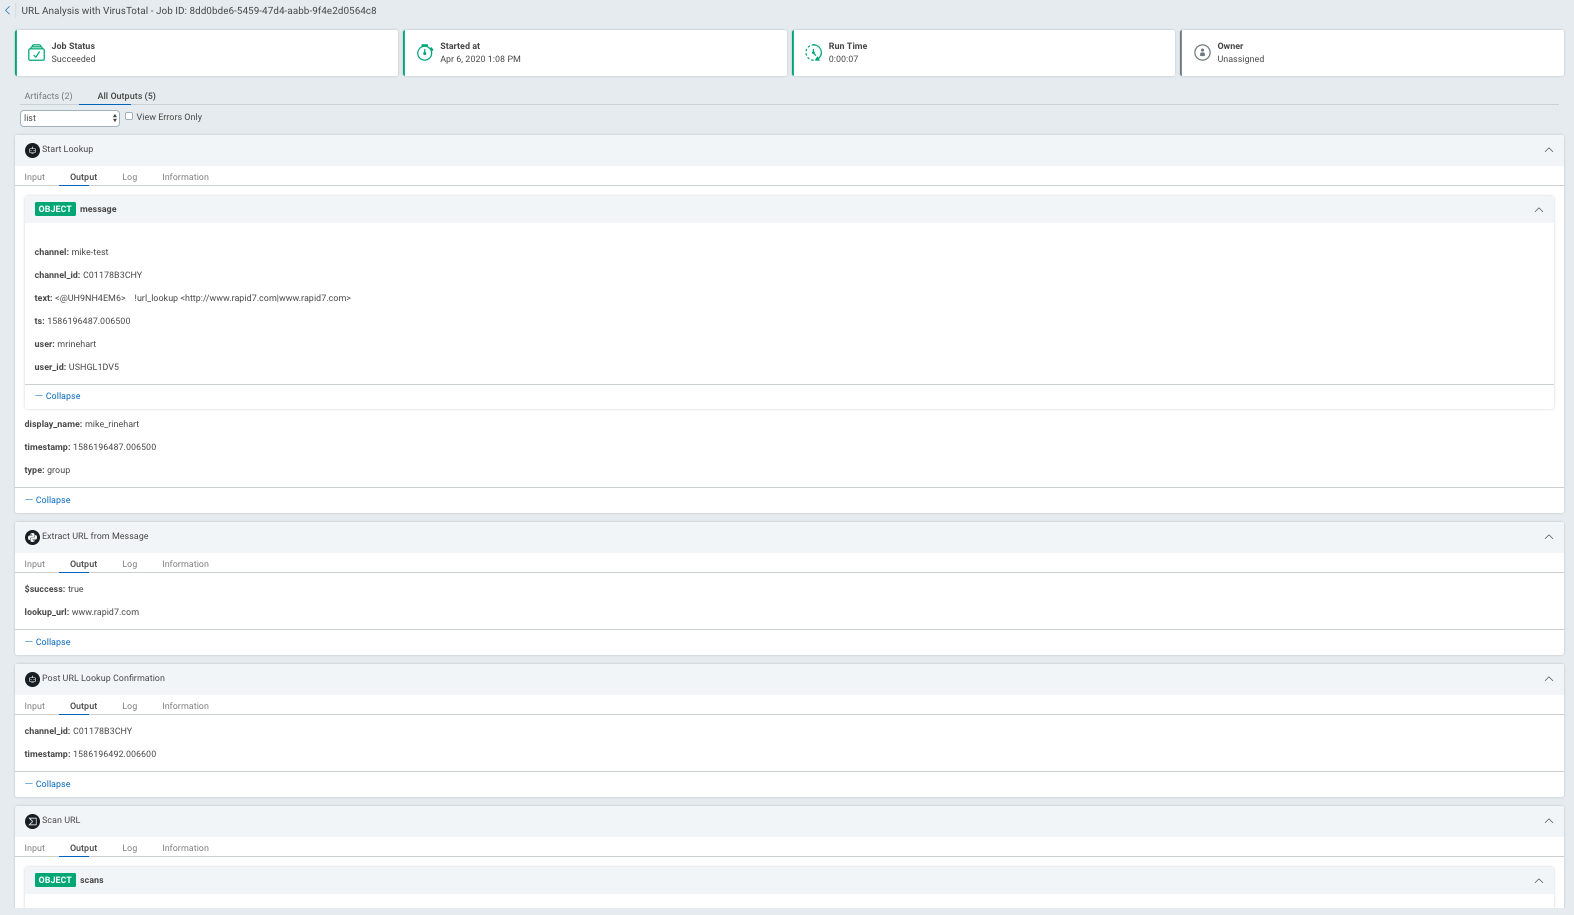 URL Analysis with VirusTotal - Job ID: 8dd0bde6-5459-47d4-aabb-9f4e2d0564c8
Job Status
Succeeded
Started at
Apr 6, 2020 1:08 PM
Run Time
0:00:07
Owner
Unassigned
Artifacts (2) All Outputs (5)
list View Errors Only
Start Lookup
Input Output Log Information
OBJECT message
channel: mike-test
channel_id: C01178B3CHY
text: <@UH9NH4EM6> !url_lookup <http://www.rapid7.com|www.rapid7.com>
ts: 1586196487.006500
user: mrinehart
user_id: USHGL1DV5
— Collapse
display_name: mike_rinehart
timestamp: 1586196487.006500
type: group
— Collapse
Extract URL from Message
Input Output Log Information
$success: true
lookup_url: www.rapid7.com
— Collapse
Post URL Lookup Confirmation
Input Output Log Information
channel_id: C01178B3CHY
timestamp: 1586196492.006600
— Collapse
Scan URL
Input Output Log Information
OBJECT scans